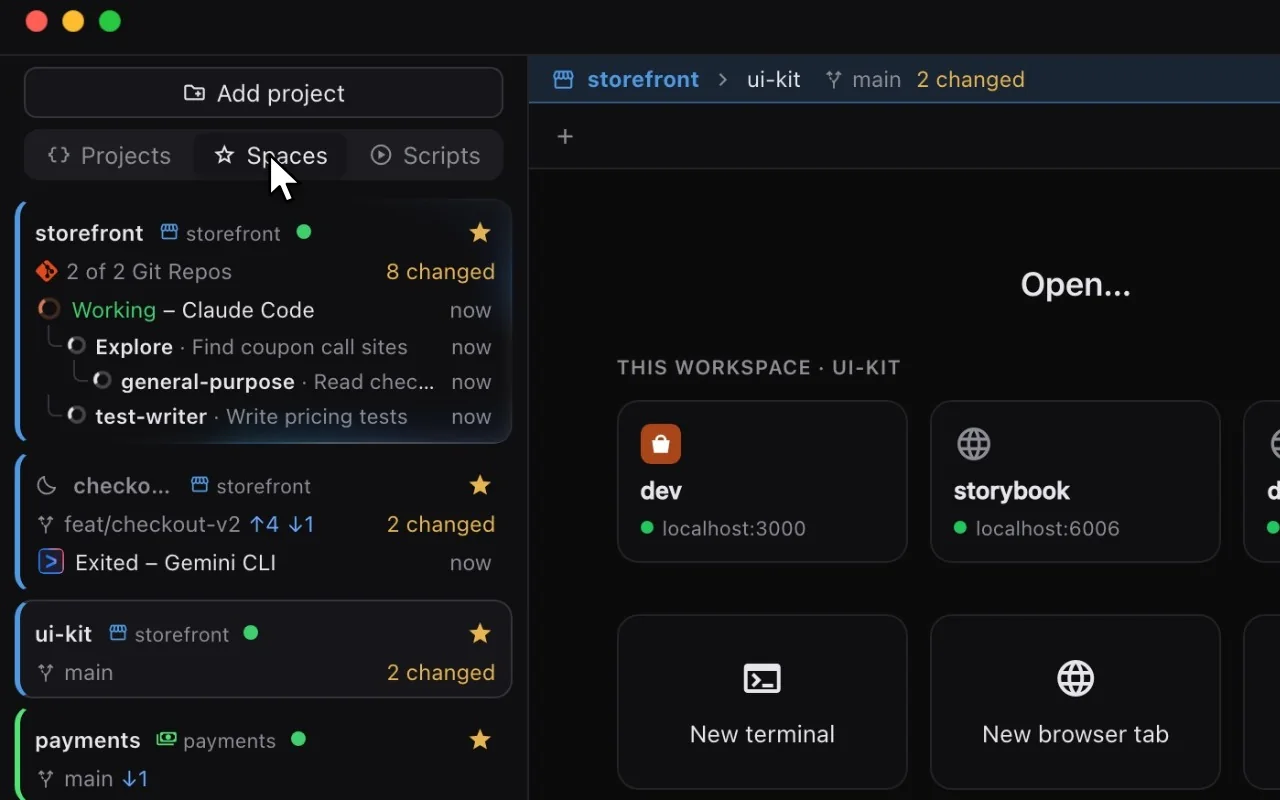 Add project
Projects Spaces Scripts
storefront storefront
2 of 2 Git Repos 8 changed
Working – Claude Code now
Explore · Find coupon call sites now
general-purpose · Read chec... now
test-writer · Write pricing tests now
checko... storefront
feat/checkout-v2 ↑4 ↓1 2 changed
Exited – Gemini CLI now
ui-kit storefront
main 2 changed
payments payments
main ↓1
storefront > ui-kit main 2 changed
+
Open...
THIS WORKSPACE · UI-KIT
dev
localhost:3000
storybook
localhost:6006
d
New terminal
New browser tab